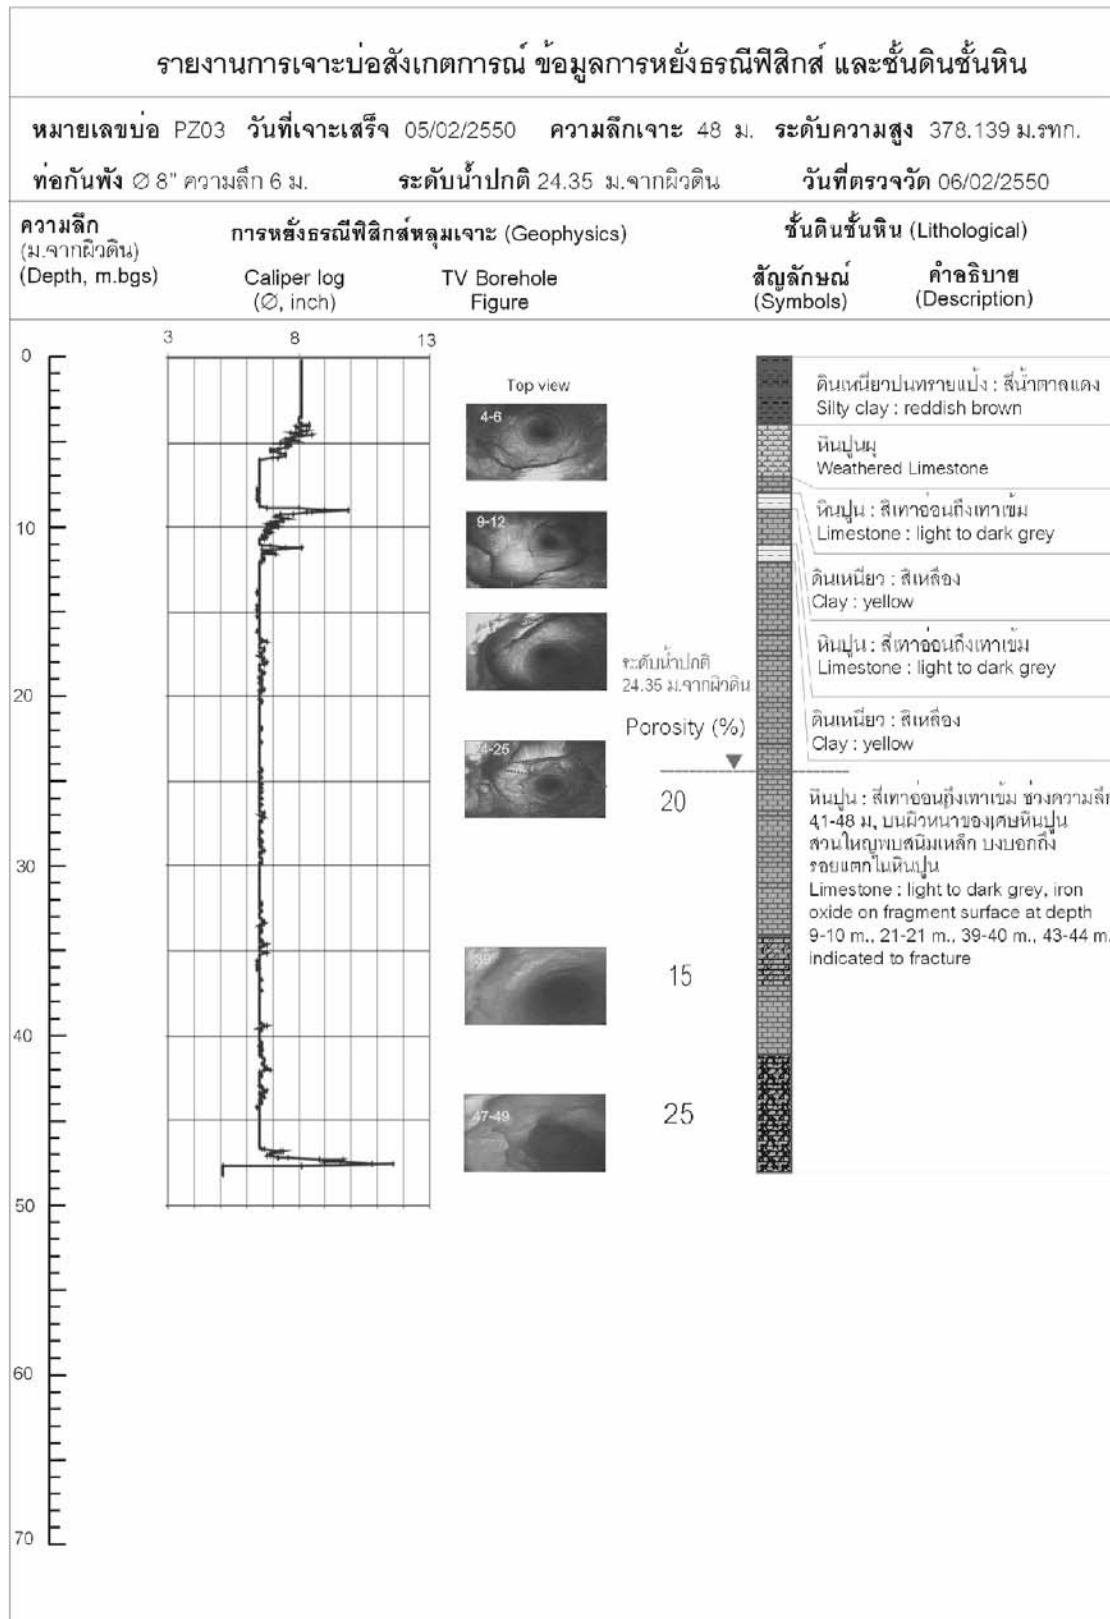 รายงานการเจาะบ่อสังเกตการณ์ ข้อมูลการหยั่งธรณีฟิสิกส์ และชั้นดินชั้นหิน
หมายเลขบ่อ PZ03 วันที่เจาะเสร็จ 05/02/2550 ความลึกเจาะ 48 ม. ระดับความสูง 378.139 ม.รทก.
ท่อกันพัง Ø 8" ความลึก 6 ม. ระดับน้ำปกติ 24.35 ม.จากผิวดิน วันที่ตรวจวัด 06/02/2550
ความลึก
(ม.จากผิวดิน)
(Depth, m.bgs)
การหยั่งธรณีฟิสิกส์หลุมเจาะ (Geophysics)
Caliper log
(Ø, inch)
TV Borehole
Figure
ชั้นดินชั้นหิน (Lithological)
สัญลักษณ์
(Symbols)
คำอธิบาย
(Description)
3 8 13
0
10
20
30
40
50
60
70
Top view
4-6
9-12
24-25
39
47-49
ระดับน้ำปกติ
24.35 ม.จากผิวดิน
Porosity (%)
20
15
25
ดินเหนียวปนทรายแป้ง : สีน้ำตาลแดง
Silty clay : reddish brown
หินปูนผุ
Weathered Limestone
หินปูน : สีเทาอ่อนถึงเทาเข้ม
Limestone : light to dark grey
ดินเหนียว : สีเหลือง
Clay : yellow
หินปูน : สีเทาอ่อนถึงเทาเข้ม
Limestone : light to dark grey
ดินเหนียว : สีเหลือง
Clay : yellow
หินปูน : สีเทาอ่อนถึงเทาเข้ม ช่วงความลึก
41-48 ม, บนผิวหน้าของเศษหินปูน
ส่วนใหญ่พบสนิมเหล็ก บงบอกถึง
รอยแตกในหินปูน
Limestone : light to dark grey, iron
oxide on fragment surface at depth
9-10 m., 21-21 m., 39-40 m., 43-44 m.
indicated to fracture